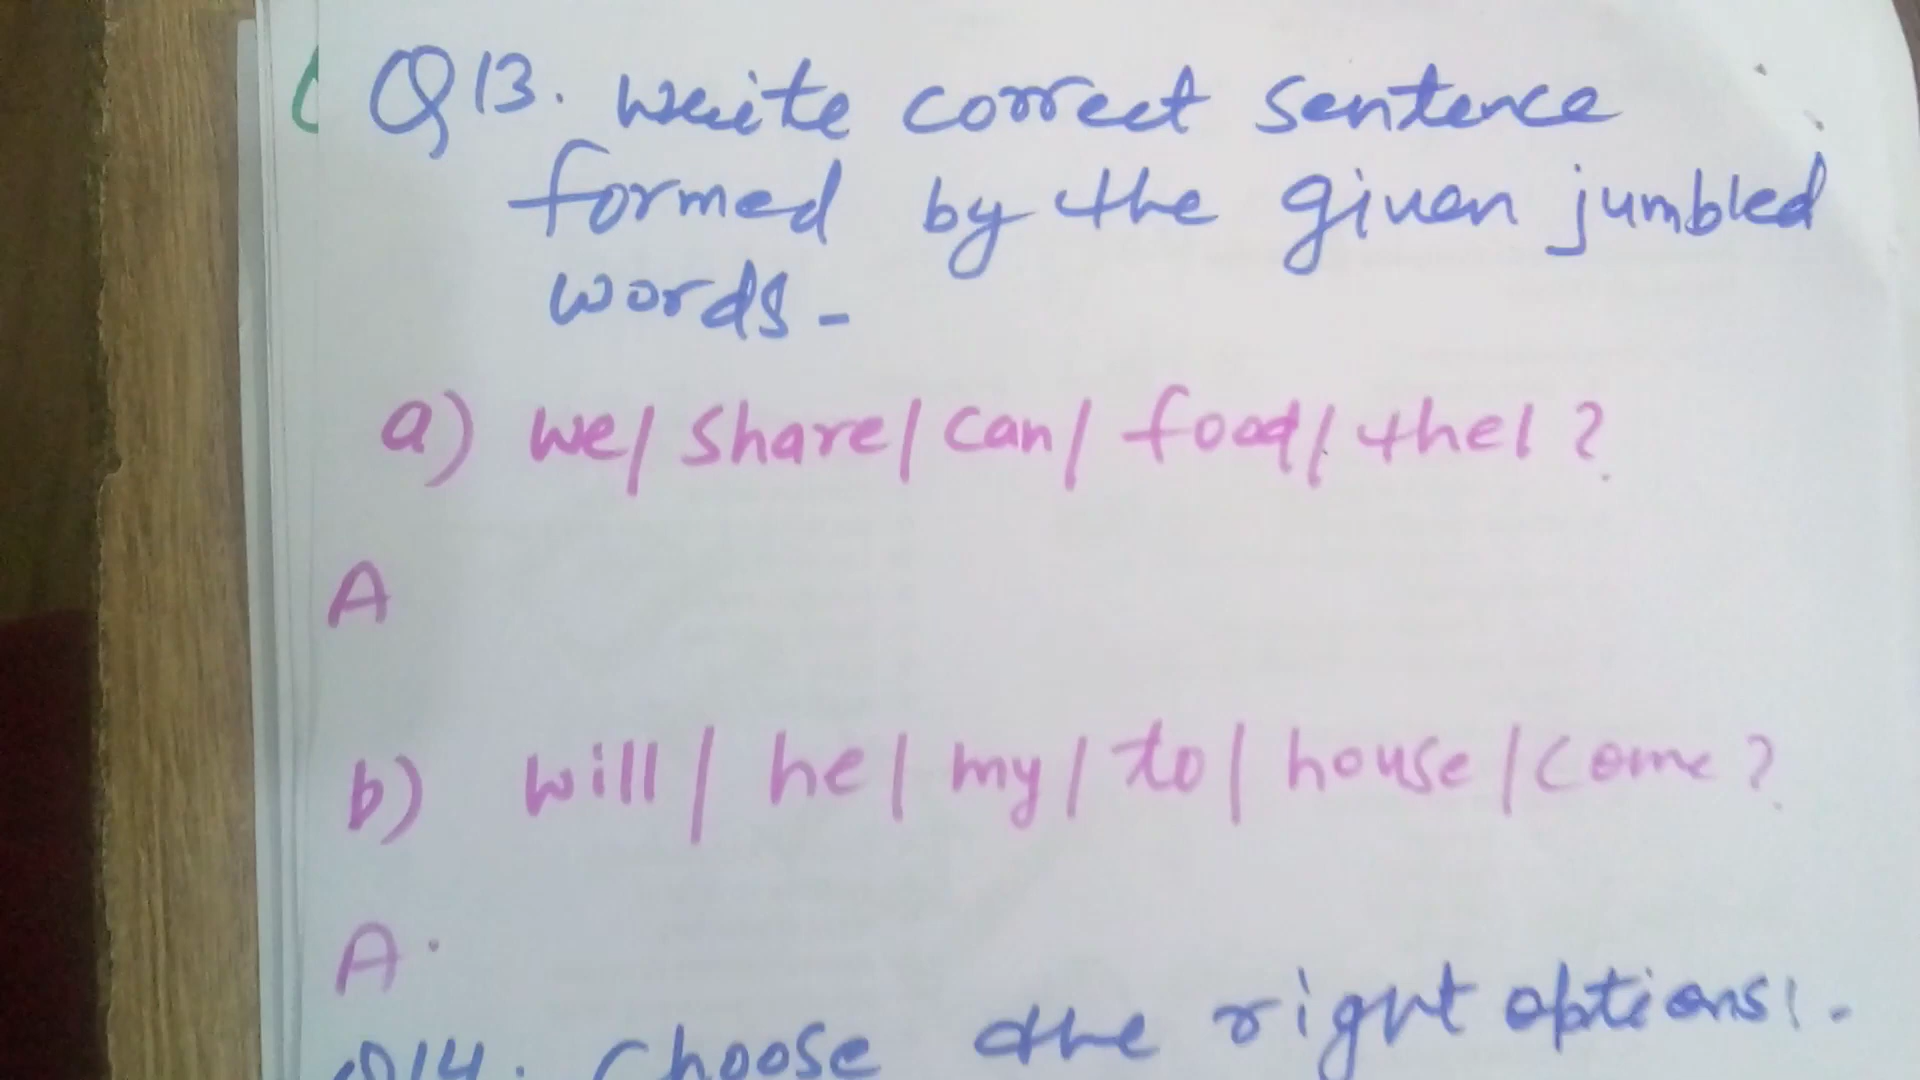 Q13. Write correct sentence
formed by the given jumbled
words-
a) we/ share/ can/ food/ the/ ?
A
b) will/ he/ my/ to/ house/ come?
A.
Q14. Choose the right options:-